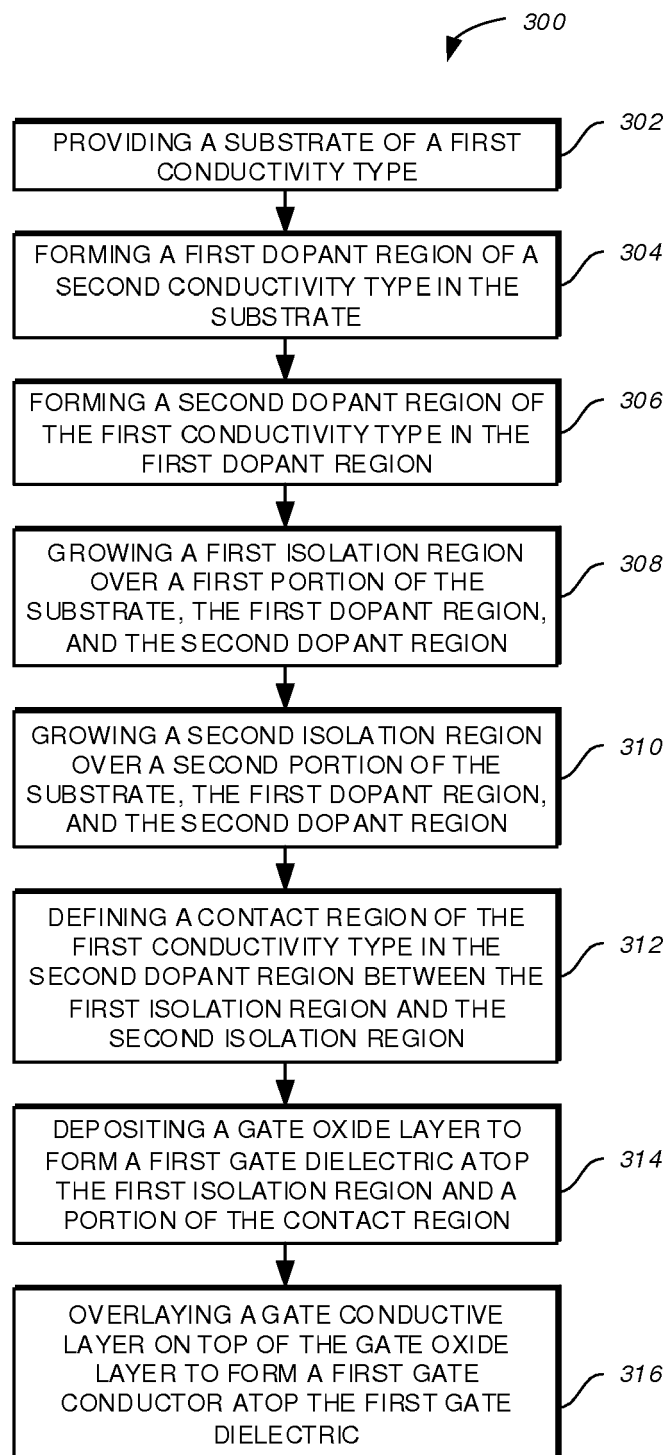 300
302
PROVIDING A SUBSTRATE OF A FIRST
CONDUCTIVITY TYPE
304
FORMING A FIRST DOPANT REGION OF A
SECOND CONDUCTIVITY TYPE IN THE
SUBSTRATE
306
FORMING A SECOND DOPANT REGION OF
THE FIRST CONDUCTIVITY TYPE IN THE
FIRST DOPANT REGION
308
GROWING A FIRST ISOLATION REGION
OVER A FIRST PORTION OF THE
SUBSTRATE, THE FIRST DOPANT REGION,
AND THE SECOND DOPANT REGION
310
GROWING A SECOND ISOLATION REGION
OVER A SECOND PORTION OF THE
SUBSTRATE, THE FIRST DOPANT REGION,
AND THE SECOND DOPANT REGION
312
DEFINING A CONTACT REGION OF THE
FIRST CONDUCTIVITY TYPE IN THE
SECOND DOPANT REGION BETWEEN THE
FIRST ISOLATION REGION AND THE
SECOND ISOLATION REGION
314
DEPOSITING A GATE OXIDE LAYER TO
FORM A FIRST GATE DIELECTRIC ATOP
THE FIRST ISOLATION REGION AND A
PORTION OF THE CONTACT REGION
316
OVERLAYING A GATE CONDUCTIVE
LAYER ON TOP OF THE GATE OXIDE
LAYER TO FORM A FIRST GATE
CONDUCTOR ATOP THE FIRST GATE
DIELECTRIC